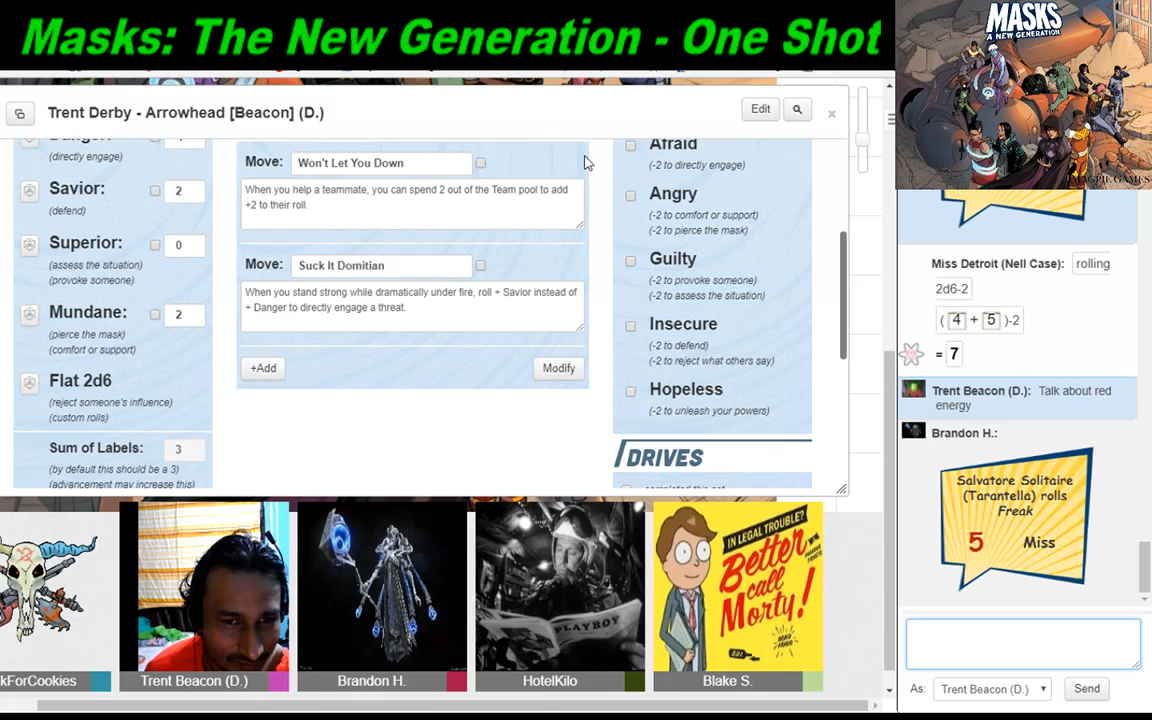 Masks: The New Generation - One Shot
MASKS
A NEW GENERATION
MAGPIE GAMES
Trent Derby - Arrowhead [Beacon] (D.)
Edit
Danger:
(directly engage)
Savior:
2
(defend)
Superior:
0
(assess the situation)
(provoke someone)
Mundane:
2
(pierce the mask)
(comfort or support)
Flat 2d6
(reject someone's influence)
(custom rolls)
Sum of Labels:
3
(by default this should be a 3)
(advancement may increase this)
Move:
Won't Let You Down
When you help a teammate, you can spend 2 out of the Team pool to add
+2 to their roll.
Move:
Suck It Domitian
When you stand strong while dramatically under fire, roll + Savior instead of
+ Danger to directly engage a threat.
+Add
Modify
Afraid
(-2 to directly engage)
Angry
(-2 to comfort or support)
(-2 to pierce the mask)
Guilty
(-2 to provoke someone)
(-2 to assess the situation)
Insecure
(-2 to defend)
(-2 to reject what others say)
Hopeless
(-2 to unleash your powers)
DRIVES
Miss Detroit (Nell Case):
rolling
2d6-2
(4 + 5)-2
= 7
Trent Beacon (D.): Talk about red
energy
Brandon H.:
Salvatore Solitaire
(Tarantella) rolls
Freak
5 Miss
As:
Trent Beacon (D.)
Send
kForCookies
Trent Beacon (D.)
Brandon H.
PLAYBOY
HotelKilo
IN LEGAL TROUBLE?
Better
call
Morty!
Blake S.